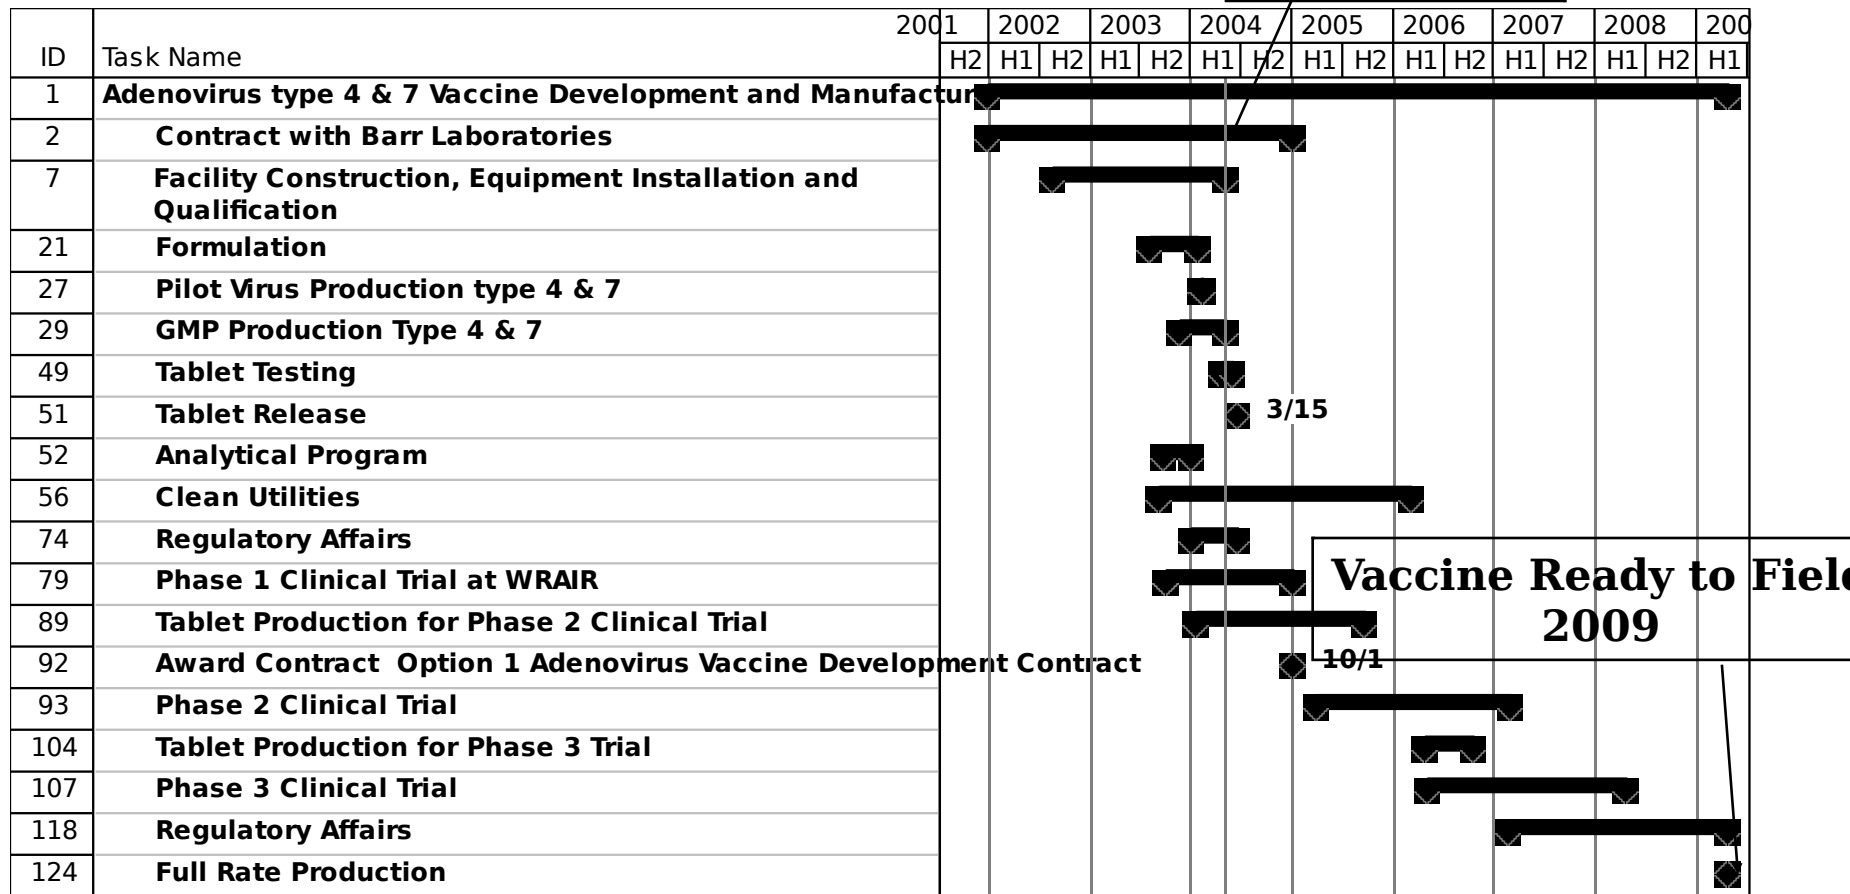 2001 2002 2003 2004 2005 2006 2007 2008 200
ID Task Name H2 H1 H2 H1 H2 H1 H2 H1 H2 H1 H2 H1 H2 H1 H2 H1
1 Adenovirus type 4 & 7 Vaccine Development and Manufactur
2 Contract with Barr Laboratories
7 Facility Construction, Equipment Installation and
Qualification
21 Formulation
27 Pilot Virus Production type 4 & 7
29 GMP Production Type 4 & 7
49 Tablet Testing
51 Tablet Release 3/15
52 Analytical Program
56 Clean Utilities
74 Regulatory Affairs
79 Phase 1 Clinical Trial at WRAIR
Vaccine Ready to Field
2009
89 Tablet Production for Phase 2 Clinical Trial
92 Award Contract Option 1 Adenovirus Vaccine Development Contract 10/1
93 Phase 2 Clinical Trial
104 Tablet Production for Phase 3 Trial
107 Phase 3 Clinical Trial
118 Regulatory Affairs
124 Full Rate Production